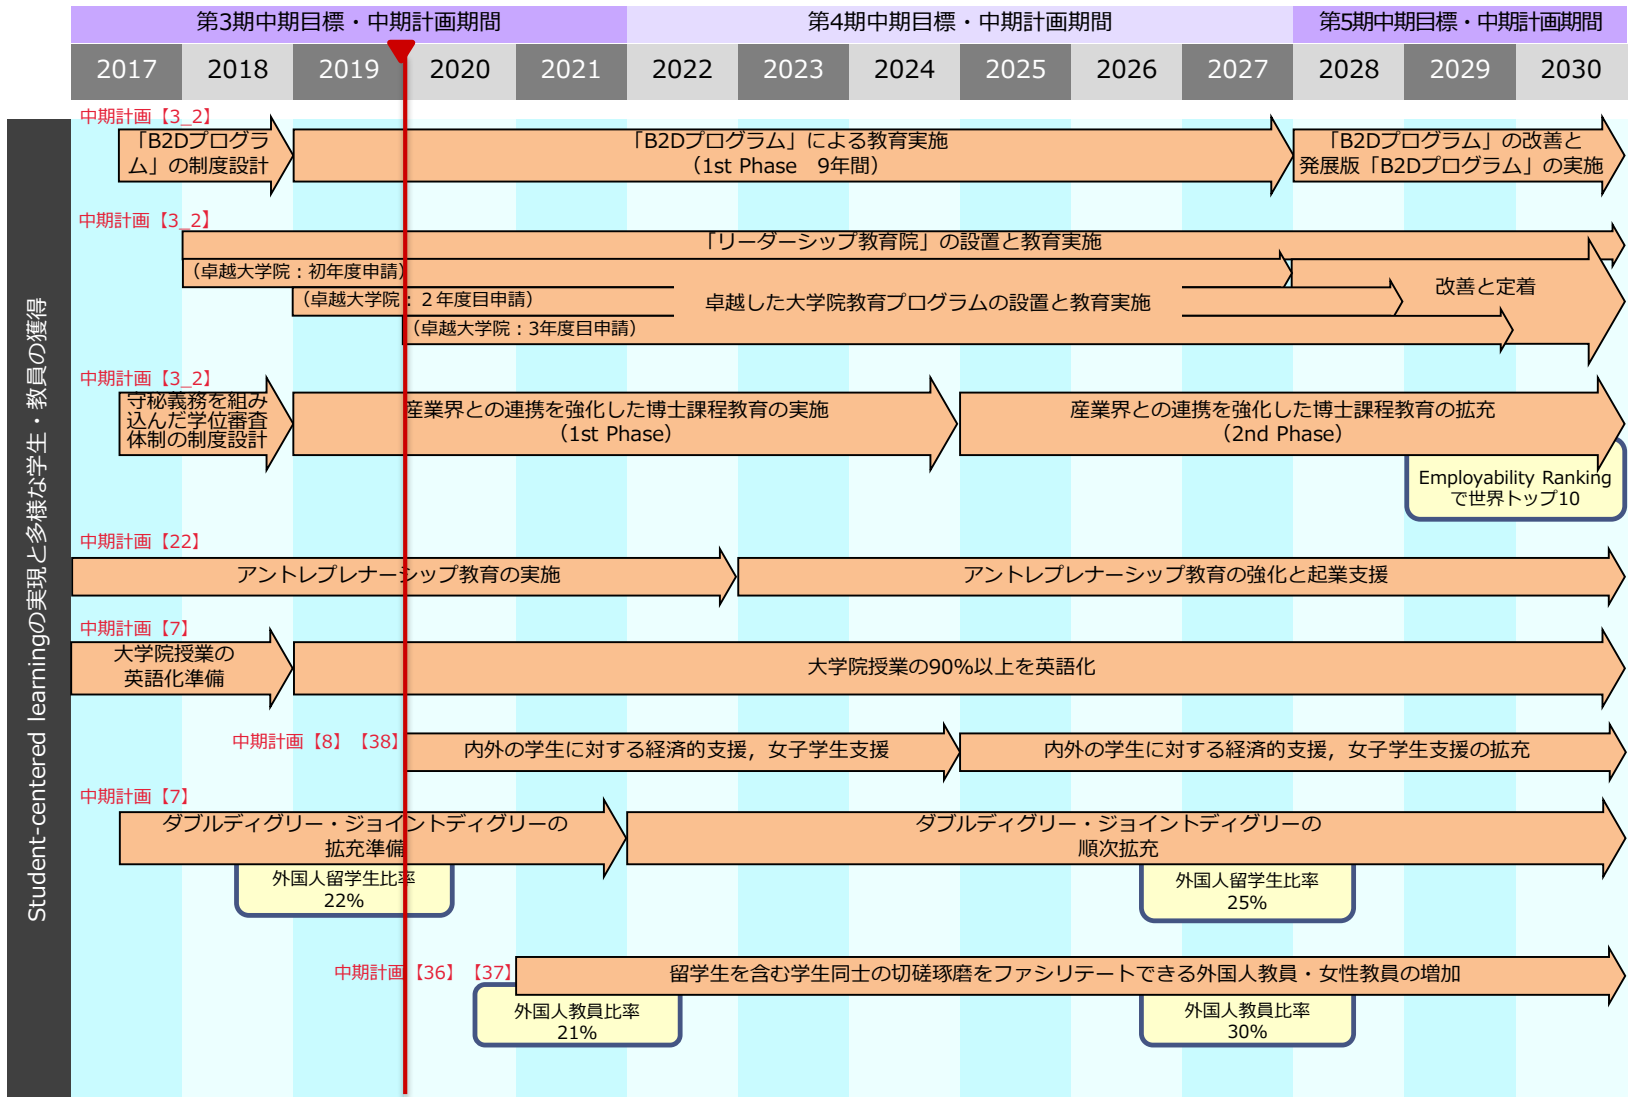 第3期中期目標・中期計画期間
第4期中期目標・中期計画期間
第5期中期目標・中期計画期間
2017
2018
2019
2020
2021
2022
2023
2024
2025
2026
2027
2028
2029
2030
Student-centered learningの実現と多様な学生・教員の獲得
中期計画【3_2】
「B2Dプログラ
ム」の制度設計
「B2Dプログラム」による教育実施
（1st Phase　9年間）
「B2Dプログラム」の改善と
発展版「B2Dプログラム」の実施
中期計画【3_2】
「リーダーシップ教育院」の設置と教育実施
（卓越大学院：初年度申請）
（卓越大学院：２年度目申請）
（卓越大学院：3年度目申請）
卓越した大学院教育プログラムの設置と教育実施
改善と定着
中期計画【3_2】
守秘義務を組み
込んだ学位審査
体制の制度設計
産業界との連携を強化した博士課程教育の実施
（1st Phase）
産業界との連携を強化した博士課程教育の拡充
（2nd Phase）
Employability Ranking
で世界トップ10
中期計画【22】
アントレプレナーシップ教育の実施
アントレプレナーシップ教育の強化と起業支援
中期計画【7】
大学院授業の
英語化準備
大学院授業の90%以上を英語化
中期計画【8】【38】
内外の学生に対する経済的支援，女子学生支援
内外の学生に対する経済的支援，女子学生支援の拡充
中期計画【7】
ダブルディグリー・ジョイントディグリーの
拡充準備
ダブルディグリー・ジョイントディグリーの
順次拡充
外国人留学生比率
22%
外国人留学生比率
25%
中期計画【36】【37】
留学生を含む学生同士の切磋琢磨をファシリテートできる外国人教員・女性教員の増加
外国人教員比率
21%
外国人教員比率
30%